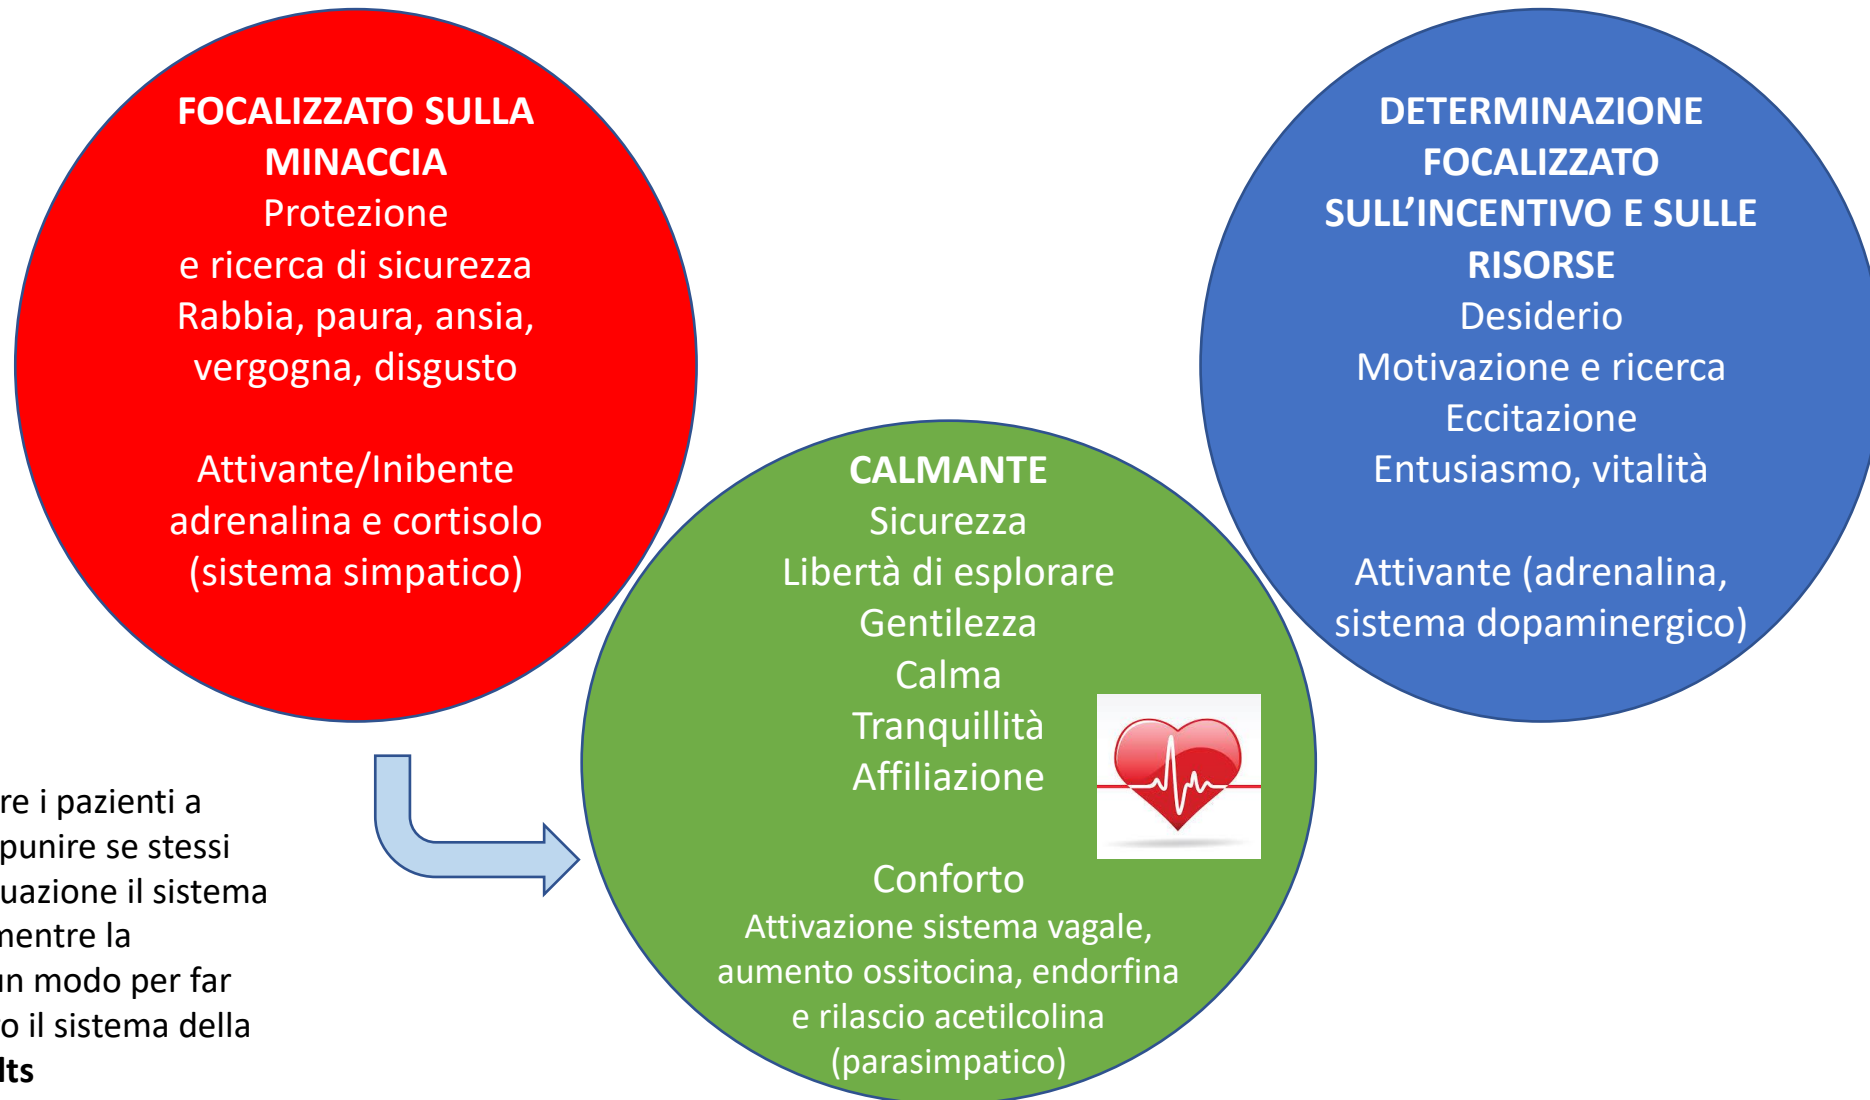 FOCALIZZATO SULLA
MINACCIA
Protezione
e ricerca di sicurezza
Rabbia, paura, ansia,
vergogna, disgusto
Attivante/Inibente
adrenalina e cortisolo
(sistema simpatico)
DETERMINAZIONE
FOCALIZZATO
SULL’INCENTIVO E SULLE
RISORSE
Desiderio
Motivazione e ricerca
Eccitazione
Entusiasmo, vitalità
Attivante (adrenalina,
sistema dopaminergico)
CALMANTE
Sicurezza
Libertà di esplorare
Gentilezza
Calma
Tranquillità
Affiliazione
Conforto
Attivazione sistema vagale,
aumento ossitocina, endorfina
e rilascio acetilcolina
(parasimpatico)
re i pazienti a
punire se stessi
uazione il sistema
mentre la
un modo per far
o il sistema della
lts